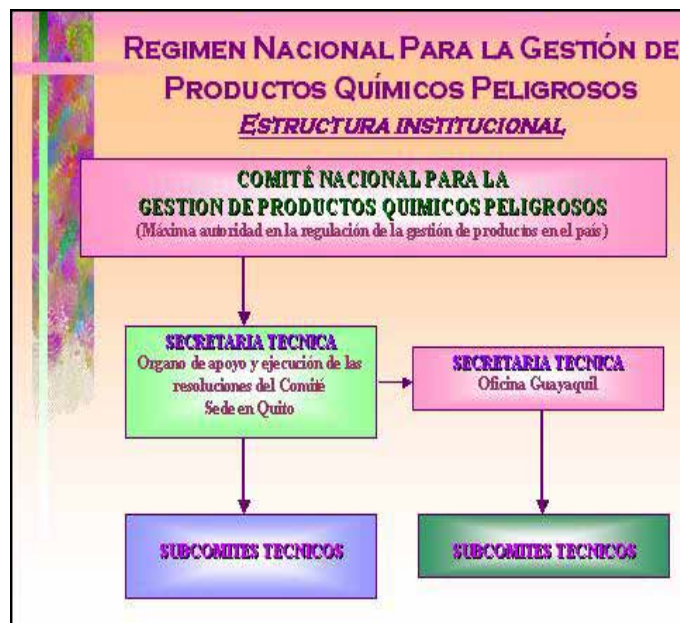 REGIMEN NACIONAL PARA LA GESTIÓN DE
PRODUCTOS QUÍMICOS PELIGROSOS
ESTRUCTURA INSTITUCIONAL
COMITÉ NACIONAL PARA LA
GESTION DE PRODUCTOS QUIMICOS PELIGROSOS
(Máxima autoridad en la regulación de la gestión de productos en el país)
SECRETARIA TECNICA
Organo de apoyo y ejecución de las
resoluciones del Comité
Sede en Quito
SECRETARIA TECNICA
Oficina Guayaquil
SUBCOMITES TECNICOS
SUBCOMITES TECNICOS